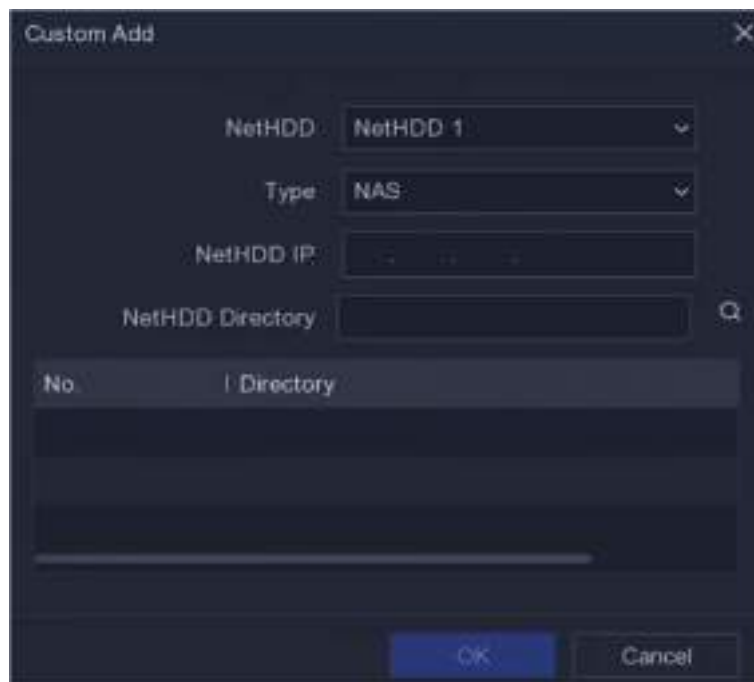 Custom Add
NetHDD NetHDD 1
Type NAS
NetHDD IP
NetHDD Directory
No. Directory
OK Cancel